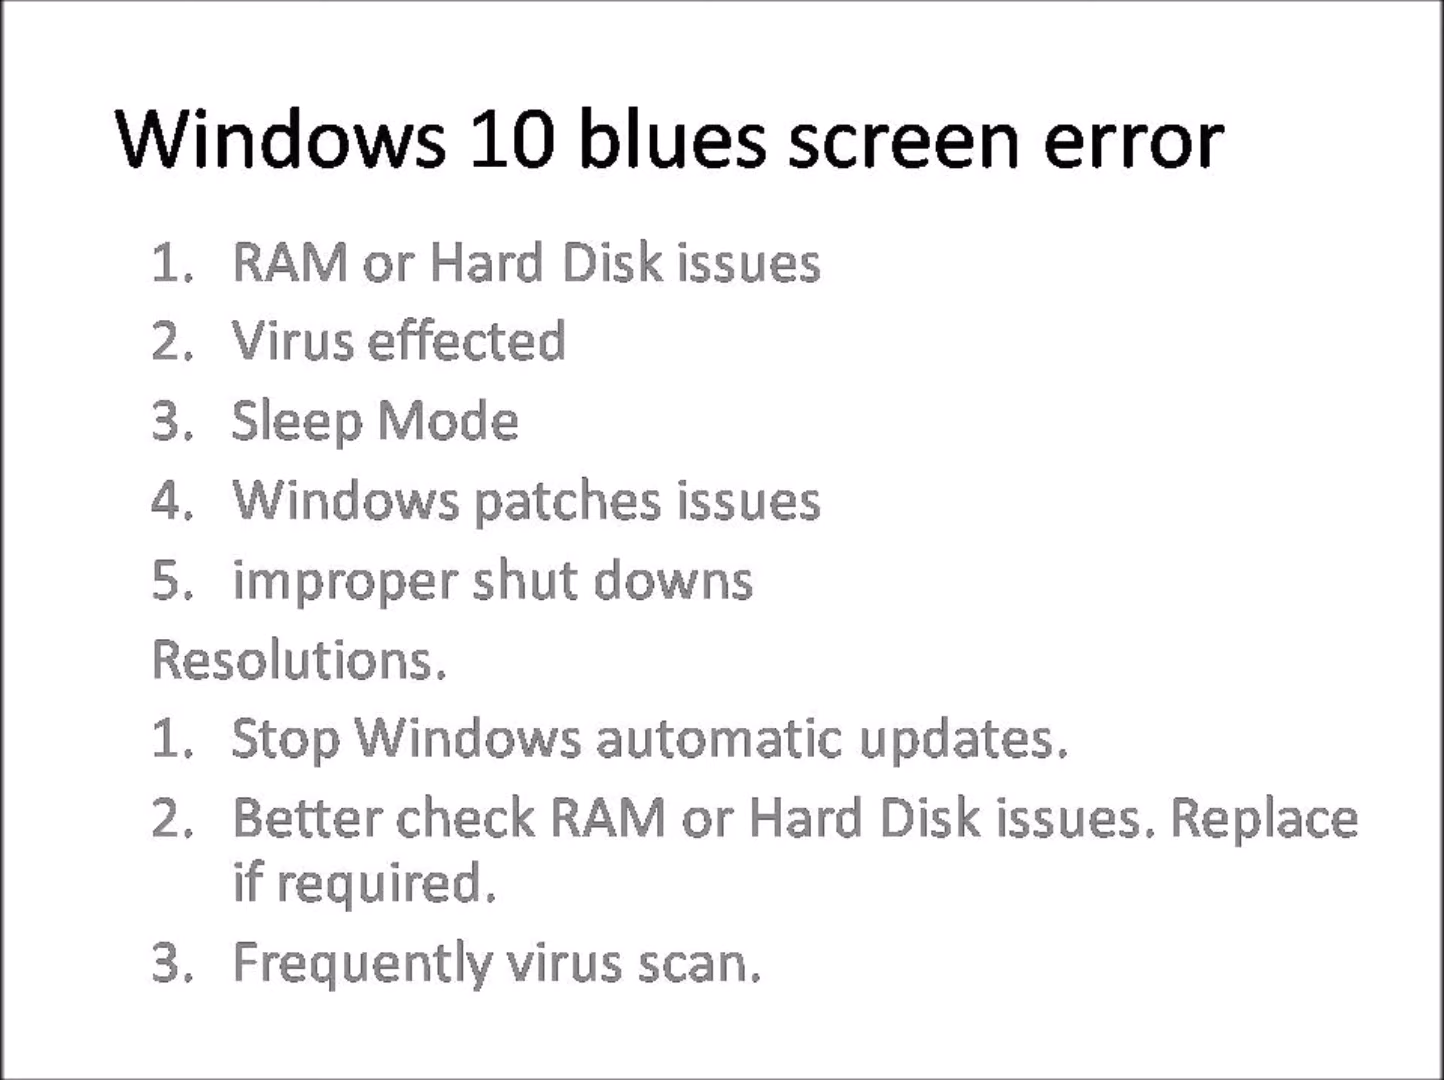 Windows 10 blues screen error
1. RAM or Hard Disk issues
2. Virus effected
3. Sleep Mode
4. Windows patches issues
5. improper shut downs
Resolutions.
1. Stop Windows automatic updates.
2. Better check RAM or Hard Disk issues. Replace
if required.
3. Frequently virus scan.